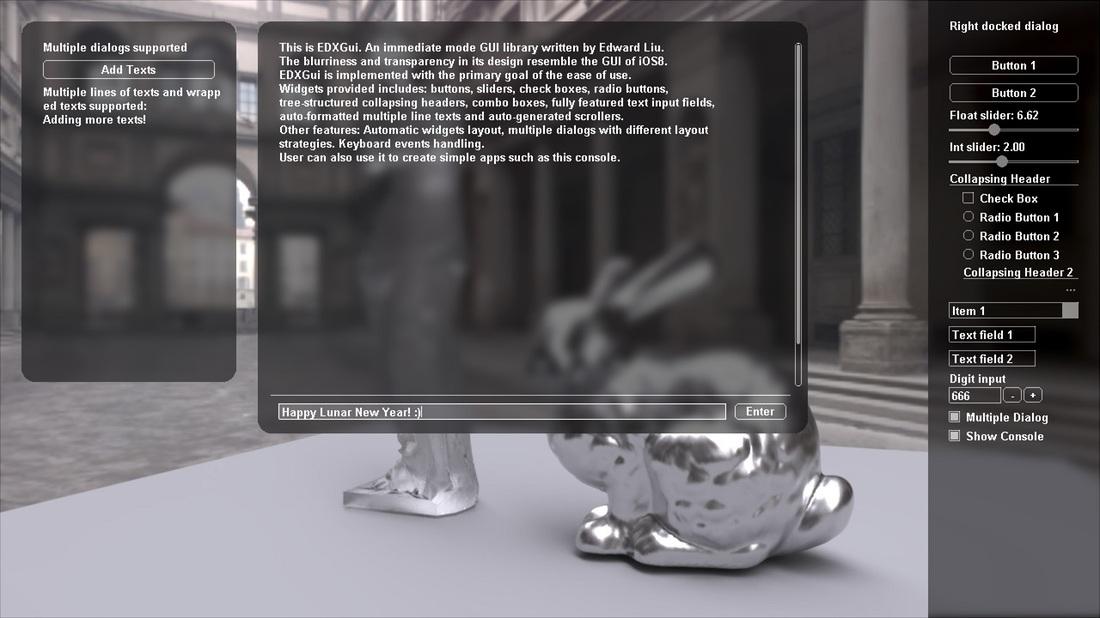 Multiple dialogs supported
Add Texts
Multiple lines of texts and wrapp
ed texts supported:
Adding more texts!
This is EDXGui. An immediate mode GUI library written by Edward Liu.
The blurriness and transparency in its design resemble the GUI of iOS8.
EDXGui is implemented with the primary goal of the ease of use.
Widgets provided includes: buttons, sliders, check boxes, radio buttons,
tree-structured collapsing headers, combo boxes, fully featured text input fields,
auto-formatted multiple line texts and auto-generated scrollers.
Other features: Automatic widgets layout, multiple dialogs with different layout
strategies. Keyboard events handling.
User can also use it to create simple apps such as this console.
Happy Lunar New Year! :)
Enter
Right docked dialog
Button 1
Button 2
Float slider: 6.62
Int slider: 2.00
Collapsing Header
Check Box
Radio Button 1
Radio Button 2
Radio Button 3
Collapsing Header 2
...
Item 1
Text field 1
Text field 2
Digit input
666
- +
Multiple Dialog
Show Console